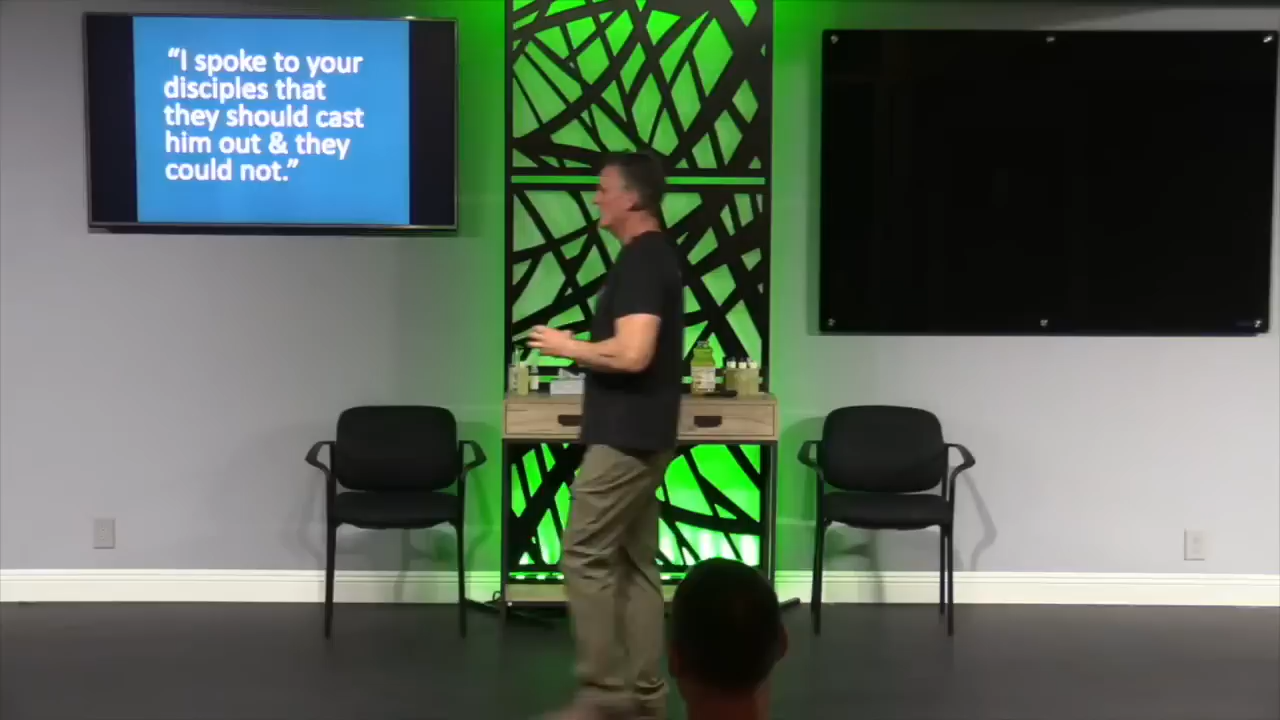 “I spoke to your
disciples that
they should cast
him out & they
could not.”